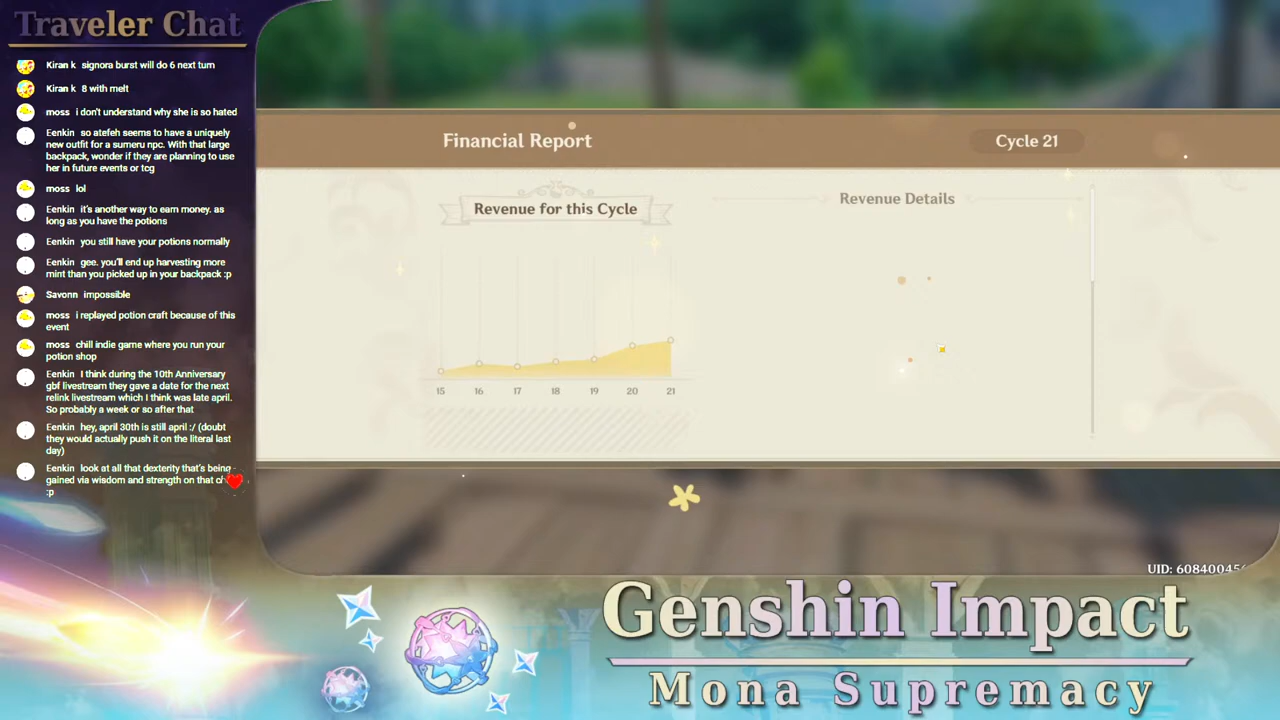 Traveler Chat
Kiran k signora burst will do 6 next turn
Kiran k 8 with melt
moss i don't understand why she is so hated
Eenkin so atefeh seems to have a uniquely
new outfit for a sumeru npc. With that large
backpack, wonder if they are planning to use
her in future events or tcg
moss lol
Eenkin it's another way to earn money. as
long as you have the potions
Eenkin you still have your potions normally
Eenkin gee. you'll end up harvesting more
mint than you picked up in your backpack :p
Savonn impossible
moss i replayed potion craft because of this
event
moss chill indie game where you run your
potion shop
Eenkin I think during the 10th Anniversary
gbf livestream they gave a date for the next
relink livestream which I think was late april.
So probably a week or so after that
Eenkin hey, april 30th is still april :/ (doubt
they would actually push it on the literal last
day)
Eenkin look at all that dexterity that's being
gained via wisdom and strength on that
:p
Financial Report
Cycle 21
Revenue for this Cycle
Revenue Details
15 16 17 18 19 20 21
UID: 60840045
Genshin Impact
Mona Supremacy